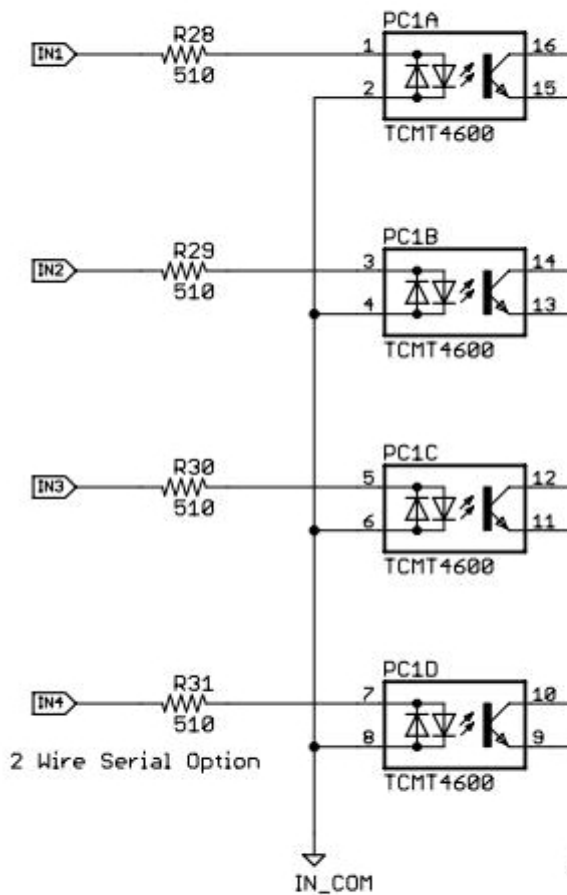 PC1A
R28
IN1
1
16
510
2
15
TCMT4600
PC1B
R29
IN2
3
14
510
4
13
TCMT4600
PC1C
R30
IN3
5
12
510
6
11
TCMT4600
PC1D
R31
IN4
7
10
510
8
9
2 Wire Serial Option
TCMT4600
IN_COM